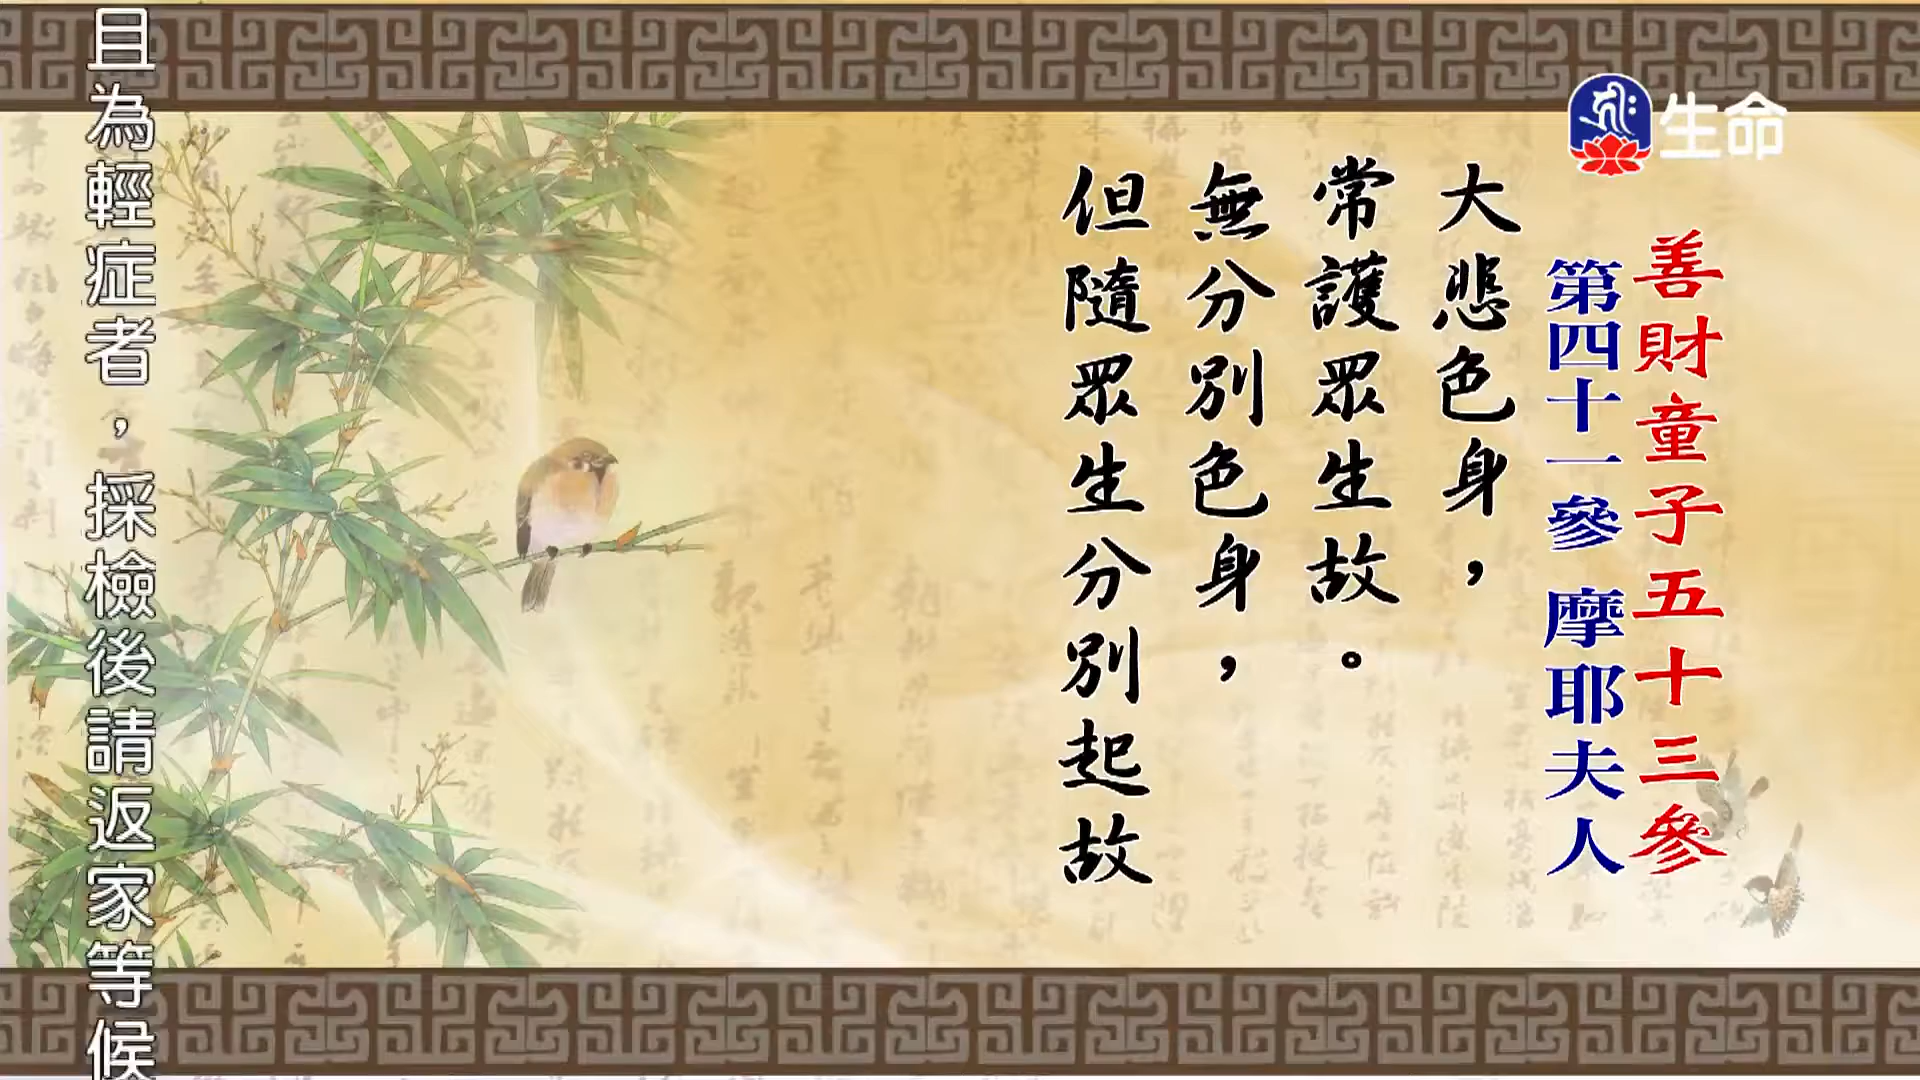 生命
善財童子五十三參
第四十一參 摩耶夫人
大悲色身，
常護眾生故。
無分別色身，
但隨眾生分別起故
且為輕症者，採檢後請返家等候